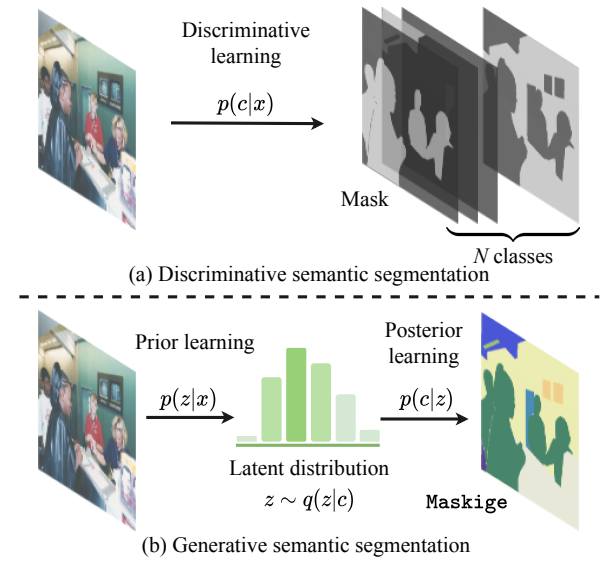 Discriminative
learning
p(c|x)
Mask
N classes
(a) Discriminative semantic segmentation
Prior learning
Posterior
learning
p(z|x)
p(c|z)
Latent distribution
z ∼ q(z|c)
Maskige
(b) Generative semantic segmentation